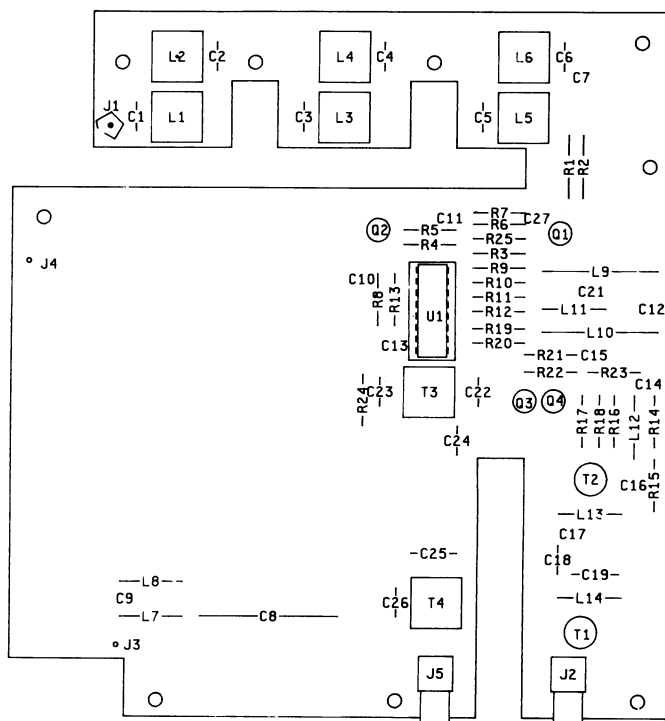 L2 C2 L4 C4 L6 C6
C7
J1 C1 L1 C3 L3 C5 L5
R1 R2
Q2 C11 R7 C27 Q1
R6
R5
R25
R4
R3
J4 R9 L9
C10 R8 R13 R10 C21
R11
U1 R12 L11 C12
R19 L10
C13 R20
R21 C15
R22 R23
R24 C23 T3 C22 C14
Q3 Q4
R17 R18 R16 L12 R14
C24
T2 C16 R15
L13
C17
C25 C18
L8 C19
C9 C26 T4 L14
L7 C8
T1
J3
J5 J2